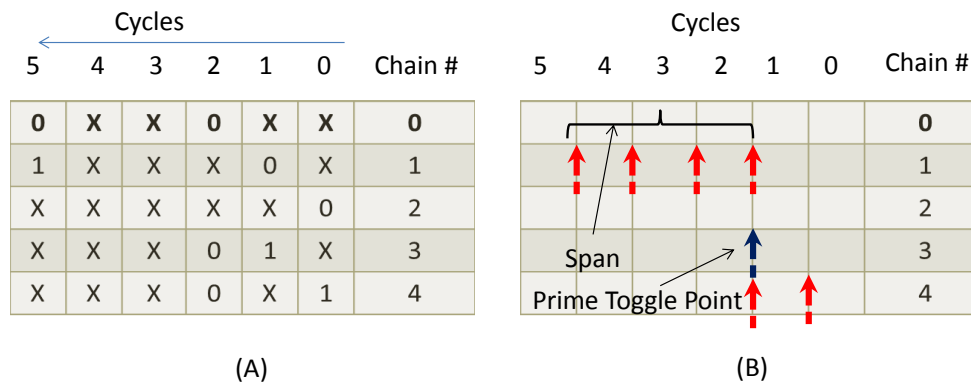 Cycles
5 4 3 2 1 0 Chain #
0 X X 0 X X 0
1 X X X 0 X 1
X X X X X 0 2
X X X 0 1 X 3
X X X 0 X 1 4
(A)
Cycles
5 4 3 2 1 0 Chain #
0
1
2
3
4
Span
Prime Toggle Point
(B)